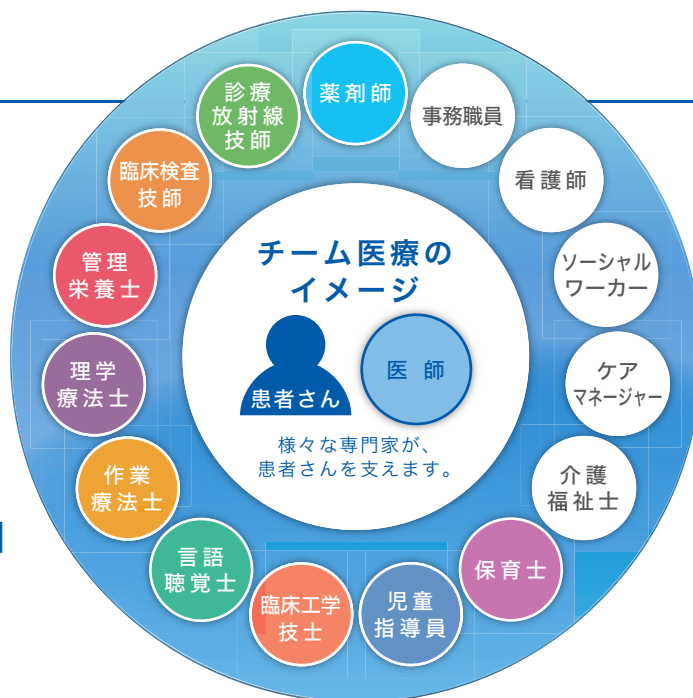 チーム医療の
イメージ
患者さん
医師
様々な専門家が、
患者さんを支えます。
薬剤師
事務職員
看護師
ソーシャル
ワーカー
ケア
マネージャー
介護
福祉士
保育士
児童
指導員
臨床工学
技士
言語
聴覚士
作業
療法士
理学
療法士
管理
栄養士
臨床検査
技師
診療
放射線
技師